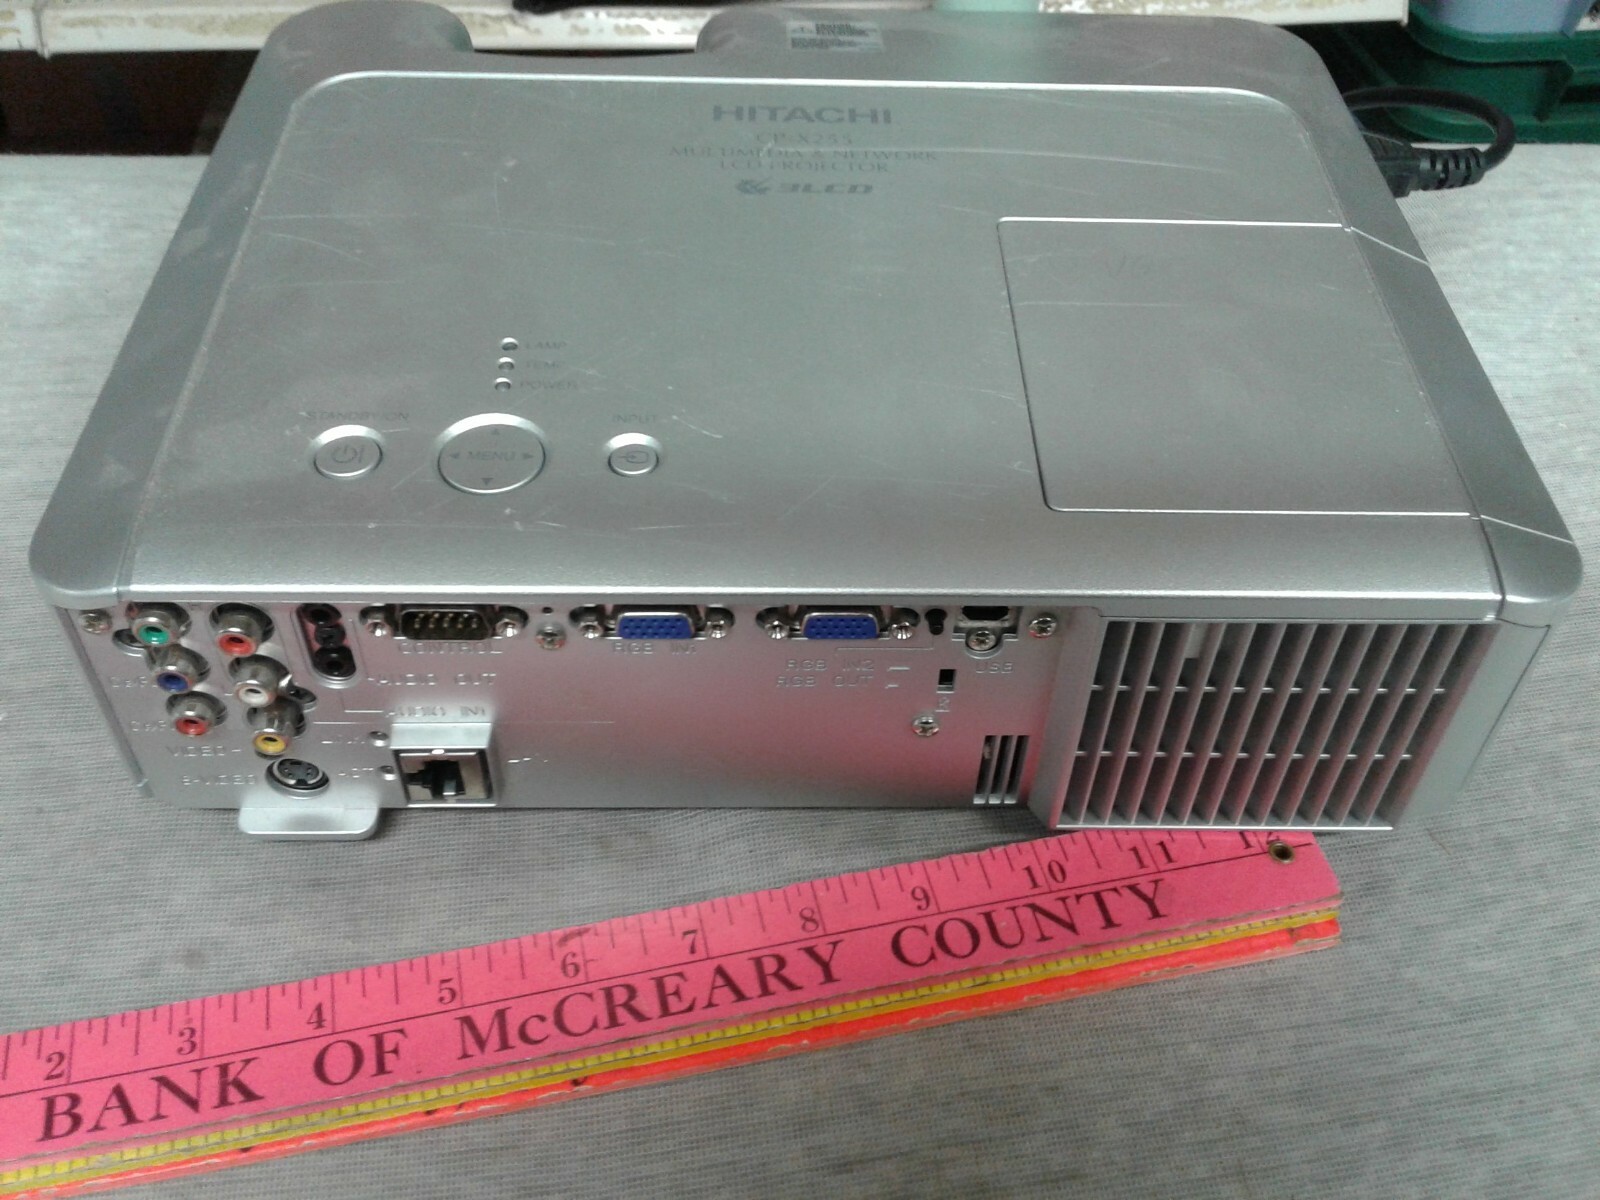 HITACHI
CP-X255
MULTIMEDIA & NETWORK
LCD PROJECTOR
3LCD
LAMP
TEMP
POWER
STANDBY/ON
INPUT
MENU
CONTROL
RGB IN1
RGB IN2
RGB OUT
USB
AUDIO OUT
AUDIO IN1
VIDEO
S-VIDEO
LAN
2 3 4 5 6 7 8 9 10 11 12
BANK OF McCREARY COUNTY